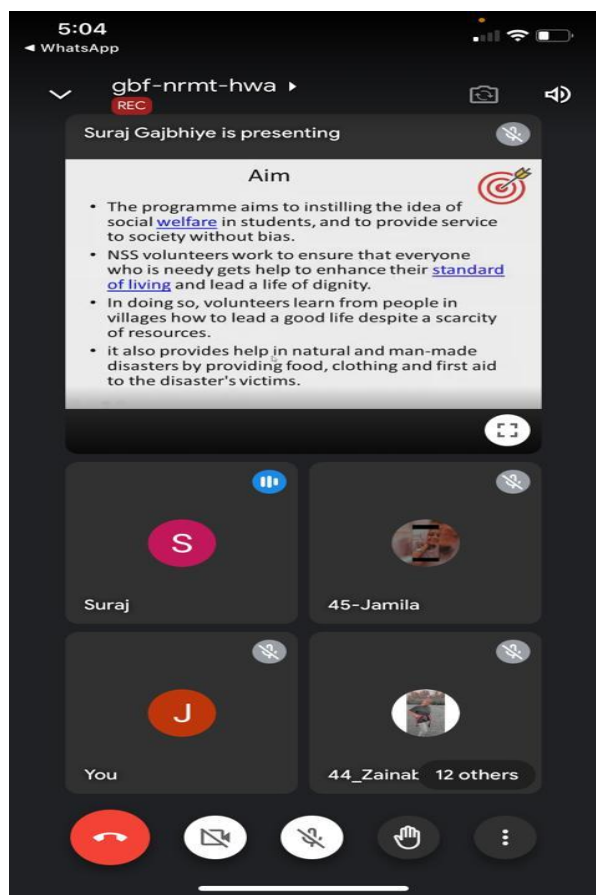 5:04
◄ WhatsApp
gbf-nrmt-hwa ▸
REC
Suraj Gajbhiye is presenting
Aim
• The programme aims to instilling the idea of
social welfare in students, and to provide service
to society without bias.
• NSS volunteers work to ensure that everyone
who is needy gets help to enhance their standard
of living and lead a life of dignity.
• In doing so, volunteers learn from people in
villages how to lead a good life despite a scarcity
of resources.
• it also provides help in natural and man-made
disasters by providing food, clothing and first aid
to the disaster's victims.
S
Suraj
45-Jamila
J
You
44_Zainab
12 others